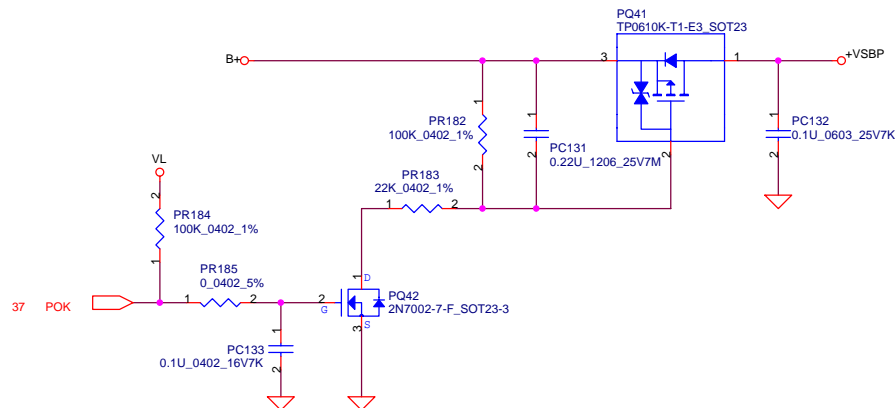 PQ41
TP0610K-T1-E3_SOT23
B+
3
1
+VSBP
1
PR182
100K_0402_1%
2
1
PC131
0.22U_1206_25V7M
2
2
1
PC132
0.1U_0603_25V7K
2
VL
2
PR184
100K_0402_1%
1
PR183
22K_0402_1%
1
2
PR185
0_0402_5%
37
POK
1
2
2
G
1
D
PQ42
2N7002-7-F_SOT23-3
3
S
1
PC133
0.1U_0402_16V7K
2